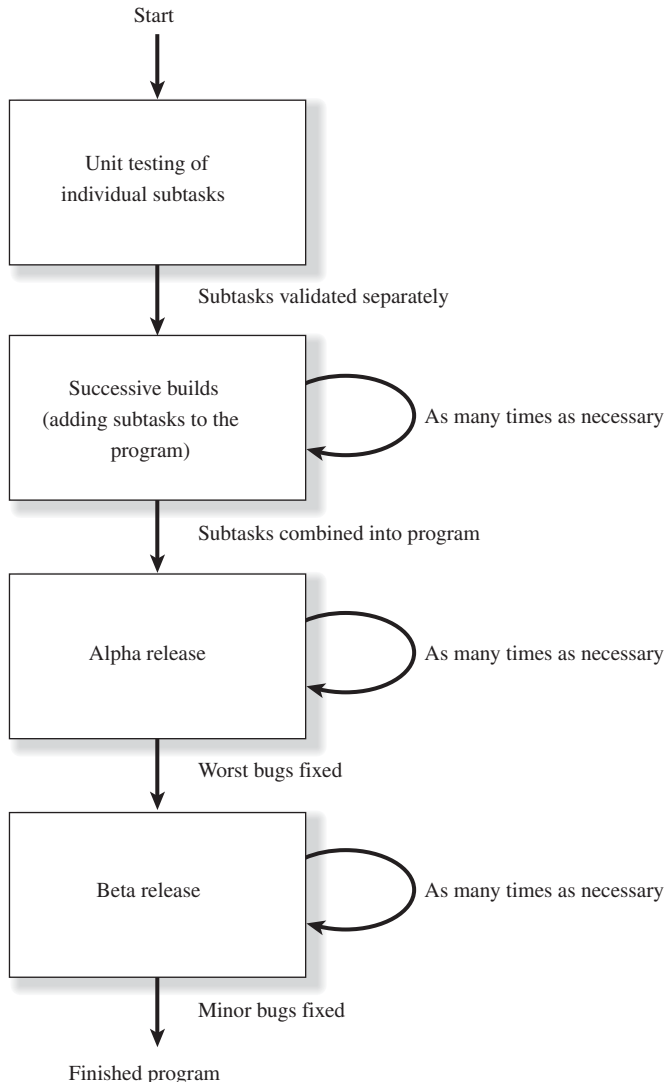 Start
Unit testing of
individual subtasks
Subtasks validated separately
Successive builds
(adding subtasks to the
program)
As many times as necessary
Subtasks combined into program
Alpha release
As many times as necessary
Worst bugs fixed
Beta release
As many times as necessary
Minor bugs fixed
Finished program